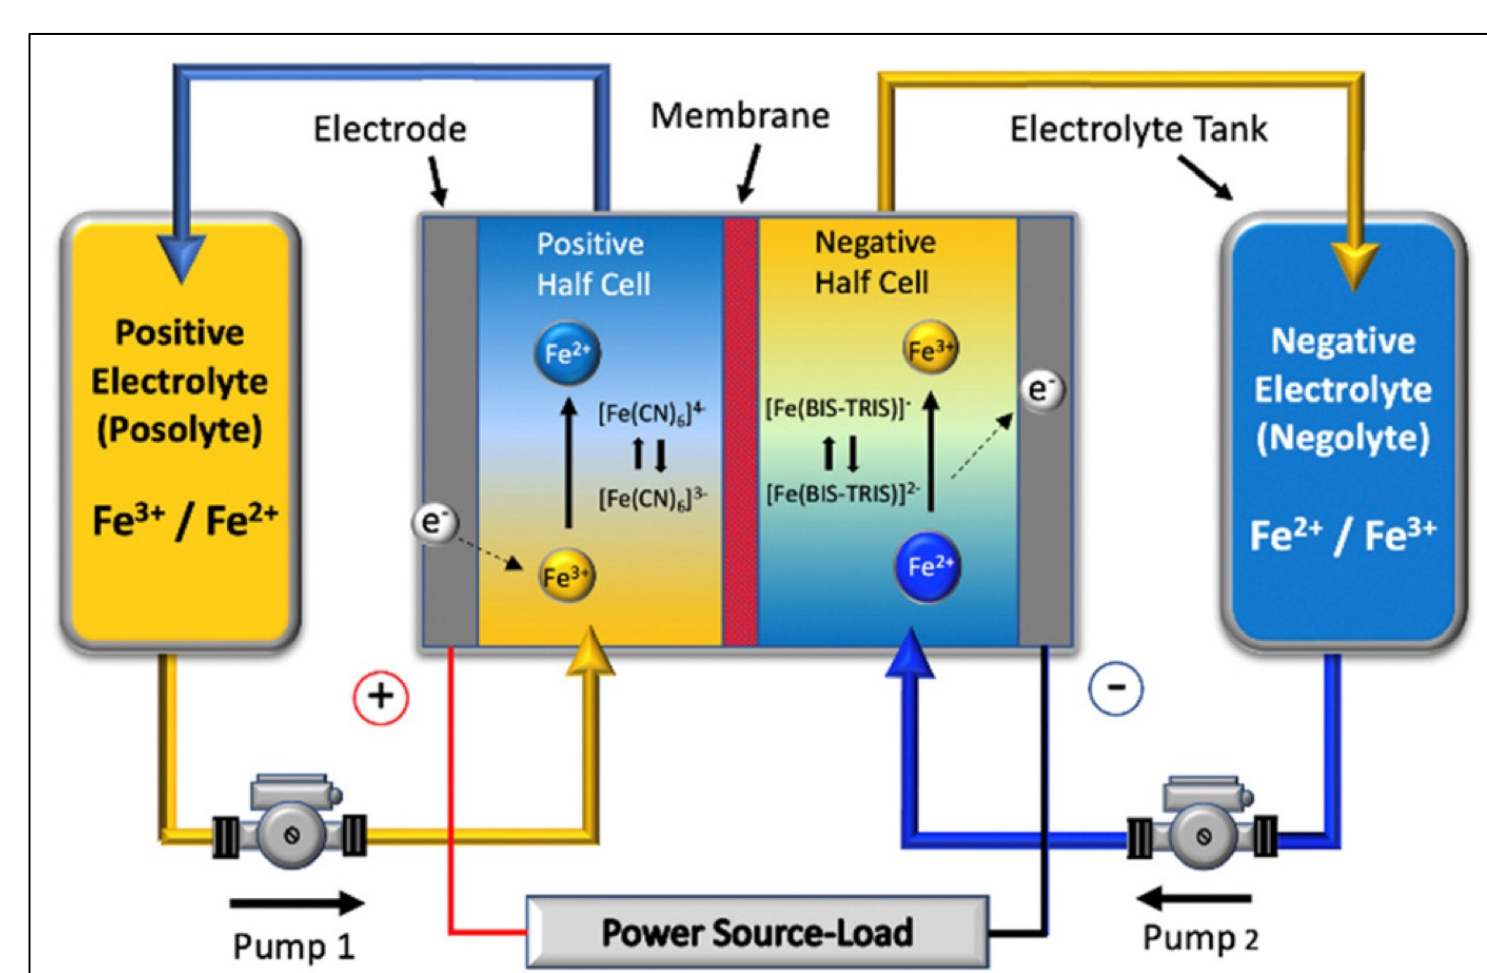 Electrode
Membrane
Electrolyte Tank
Positive
Electrolyte
(Posolyte)
Fe³⁺ / Fe²⁺
Positive
Half Cell
Fe²⁺
[Fe(CN)₆]⁴⁻
[Fe(CN)₆]³⁻
e⁻
Fe³⁺
Negative
Half Cell
Fe³⁺
[Fe(BIS-TRIS)]⁻
[Fe(BIS-TRIS)]²⁻
e⁻
Fe²⁺
Negative
Electrolyte
(Negolyte)
Fe²⁺ / Fe³⁺
+
-
Pump 1
Power Source-Load
Pump 2